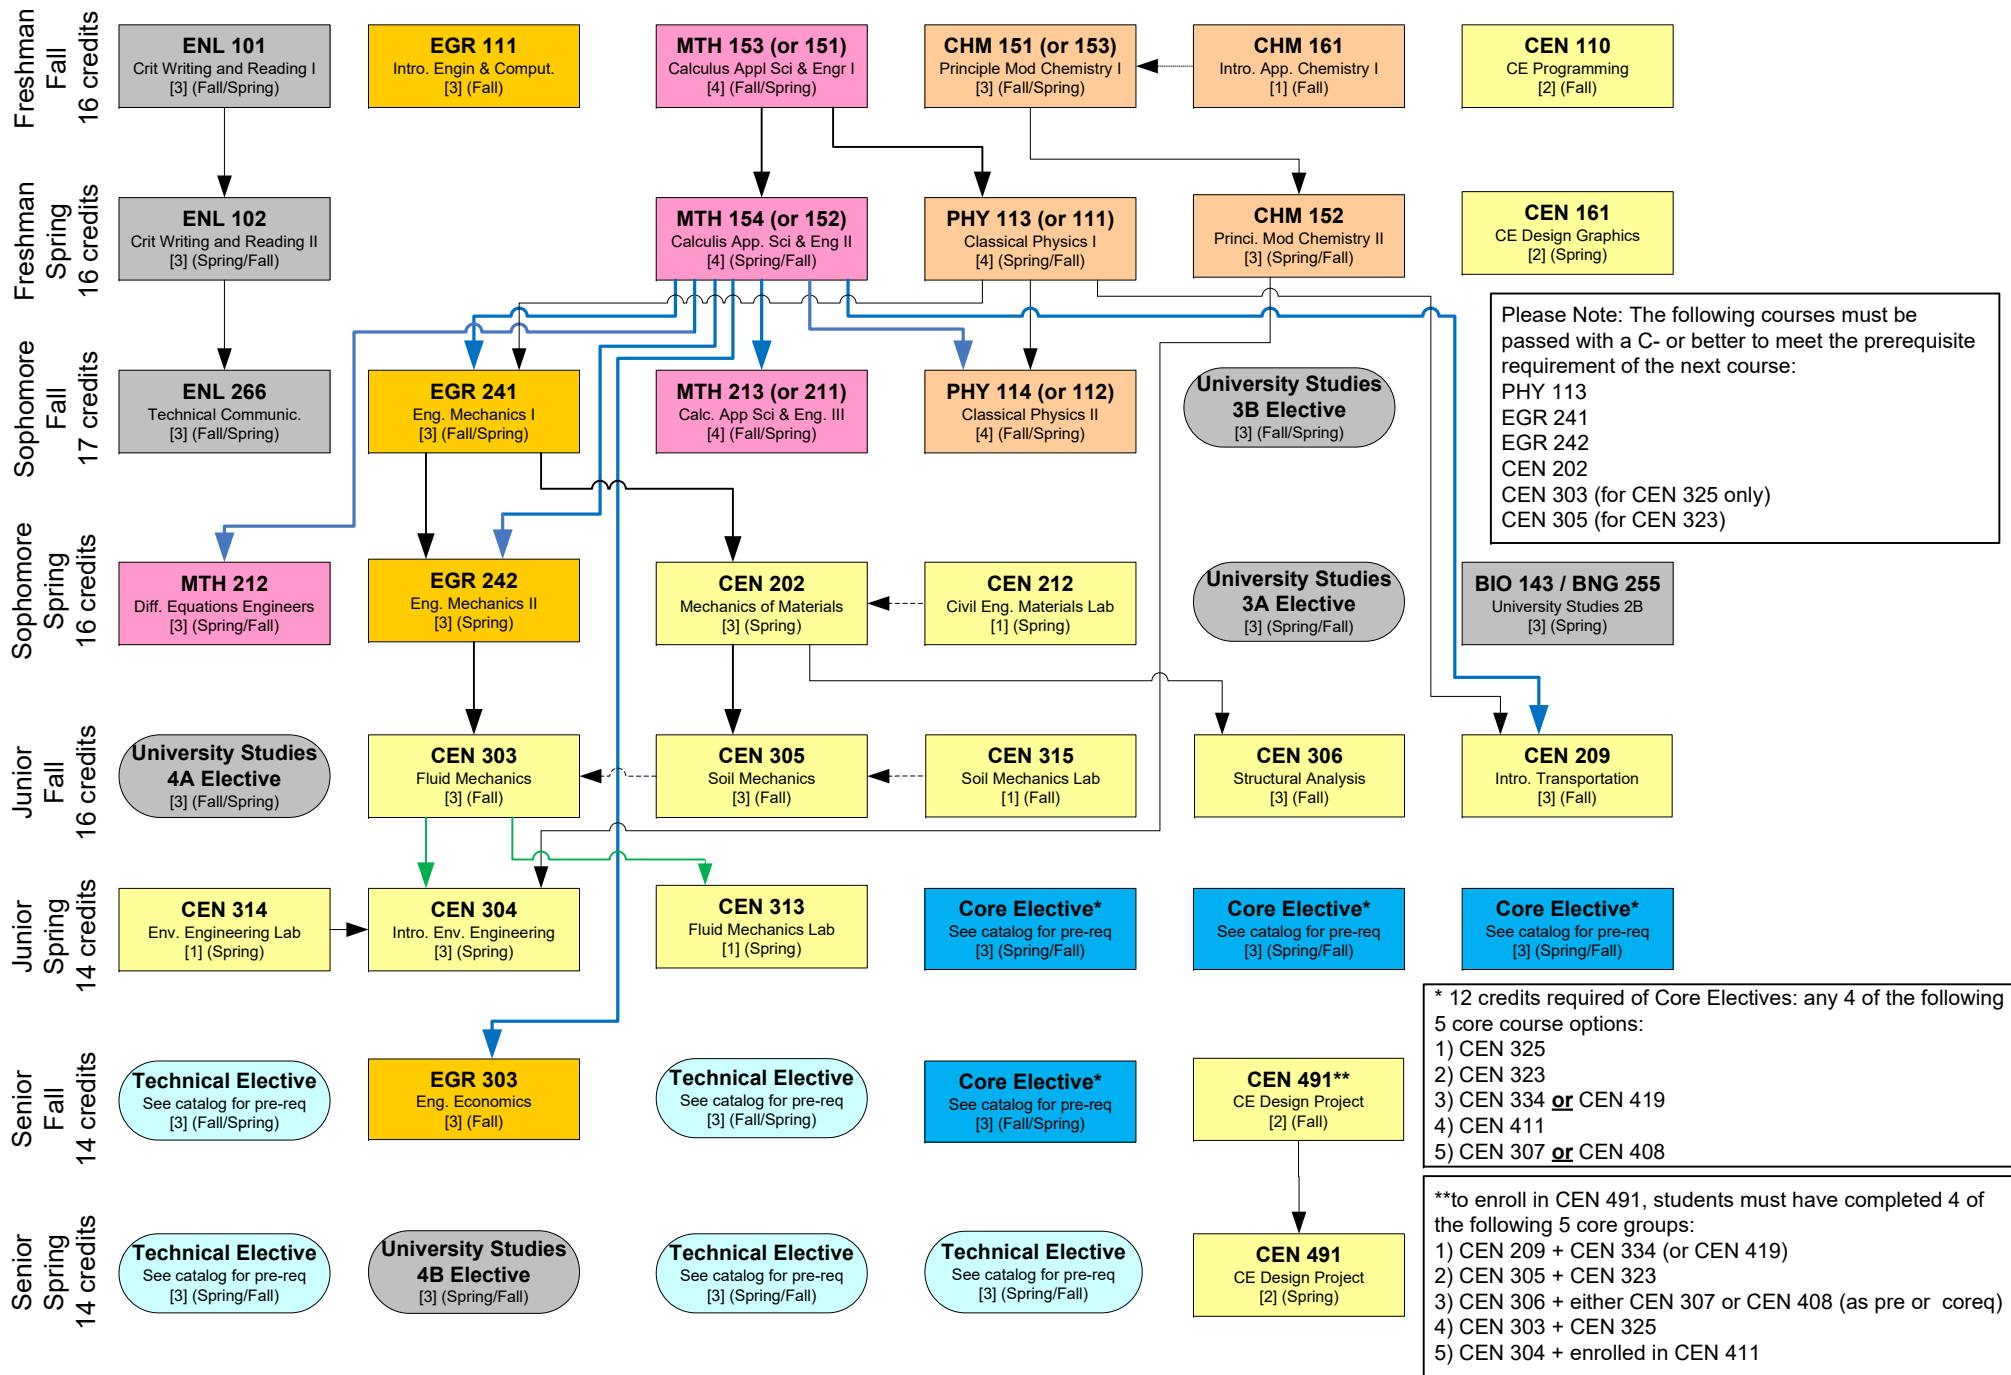 Freshman
Fall
16 credits
ENL 101
Crit Writing and Reading I
[3] (Fall/Spring)
EGR 111
Intro. Engin & Comput.
[3] (Fall)
MTH 153 (or 151)
Calculus Appl Sci & Engr I
[4] (Fall/Spring)
CHM 151 (or 153)
Principle Mod Chemistry I
[3] (Fall/Spring)
CHM 161
Intro. App. Chemistry I
[1] (Fall)
CEN 110
CE Programming
[2] (Fall)
Freshman
Spring
16 credits
ENL 102
Crit Writing and Reading II
[3] (Spring/Fall)
MTH 154 (or 152)
Calculis App. Sci & Eng II
[4] (Spring/Fall)
PHY 113 (or 111)
Classical Physics I
[4] (Spring/Fall)
CHM 152
Princi. Mod Chemistry II
[3] (Spring/Fall)
CEN 161
CE Design Graphics
[2] (Spring)
Please Note: The following courses must be
passed with a C- or better to meet the prerequisite
requirement of the next course:
PHY 113
EGR 241
EGR 242
CEN 202
CEN 303 (for CEN 325 only)
CEN 305 (for CEN 323)
Sophomore
Fall
17 credits
ENL 266
Technical Communic.
[3] (Fall/Spring)
EGR 241
Eng. Mechanics I
[3] (Fall/Spring)
MTH 213 (or 211)
Calc. App Sci & Eng. III
[4] (Fall/Spring)
PHY 114 (or 112)
Classical Physics II
[4] (Fall/Spring)
University Studies
3B Elective
[3] (Fall/Spring)
Sophomore
Spring
16 credits
MTH 212
Diff. Equations Engineers
[3] (Spring/Fall)
EGR 242
Eng. Mechanics II
[3] (Spring)
CEN 202
Mechanics of Materials
[3] (Spring)
CEN 212
Civil Eng. Materials Lab
[1] (Spring)
University Studies
3A Elective
[3] (Spring/Fall)
BIO 143 / BNG 255
University Studies 2B
[3] (Spring)
Junior
Fall
16 credits
University Studies
4A Elective
[3] (Fall/Spring)
CEN 303
Fluid Mechanics
[3] (Fall)
CEN 305
Soil Mechanics
[3] (Fall)
CEN 315
Soil Mechanics Lab
[1] (Fall)
CEN 306
Structural Analysis
[3] (Fall)
CEN 209
Intro. Transportation
[3] (Fall)
Junior
Spring
14 credits
CEN 314
Env. Engineering Lab
[1] (Spring)
CEN 304
Intro. Env. Engineering
[3] (Spring)
CEN 313
Fluid Mechanics Lab
[1] (Spring)
Core Elective*
See catalog for pre-req
[3] (Spring/Fall)
Core Elective*
See catalog for pre-req
[3] (Spring/Fall)
Core Elective*
See catalog for pre-req
[3] (Spring/Fall)
* 12 credits required of Core Electives: any 4 of the following
5 core course options:
1) CEN 325
2) CEN 323
3) CEN 334 or CEN 419
4) CEN 411
5) CEN 307 or CEN 408
Senior
Fall
14 credits
Technical Elective
See catalog for pre-req
[3] (Fall/Spring)
EGR 303
Eng. Economics
[3] (Fall)
Technical Elective
See catalog for pre-req
[3] (Fall/Spring)
Core Elective*
See catalog for pre-req
[3] (Fall/Spring)
CEN 491**
CE Design Project
[2] (Fall)
Senior
Spring
14 credits
Technical Elective
See catalog for pre-req
[3] (Spring/Fall)
University Studies
4B Elective
[3] (Spring/Fall)
Technical Elective
See catalog for pre-req
[3] (Spring/Fall)
Technical Elective
See catalog for pre-req
[3] (Spring/Fall)
CEN 491
CE Design Project
[2] (Spring)
**to enroll in CEN 491, students must have completed 4 of
the following 5 core groups:
1) CEN 209 + CEN 334 (or CEN 419)
2) CEN 305 + CEN 323
3) CEN 306 + either CEN 307 or CEN 408 (as pre or coreq)
4) CEN 303 + CEN 325
5) CEN 304 + enrolled in CEN 411